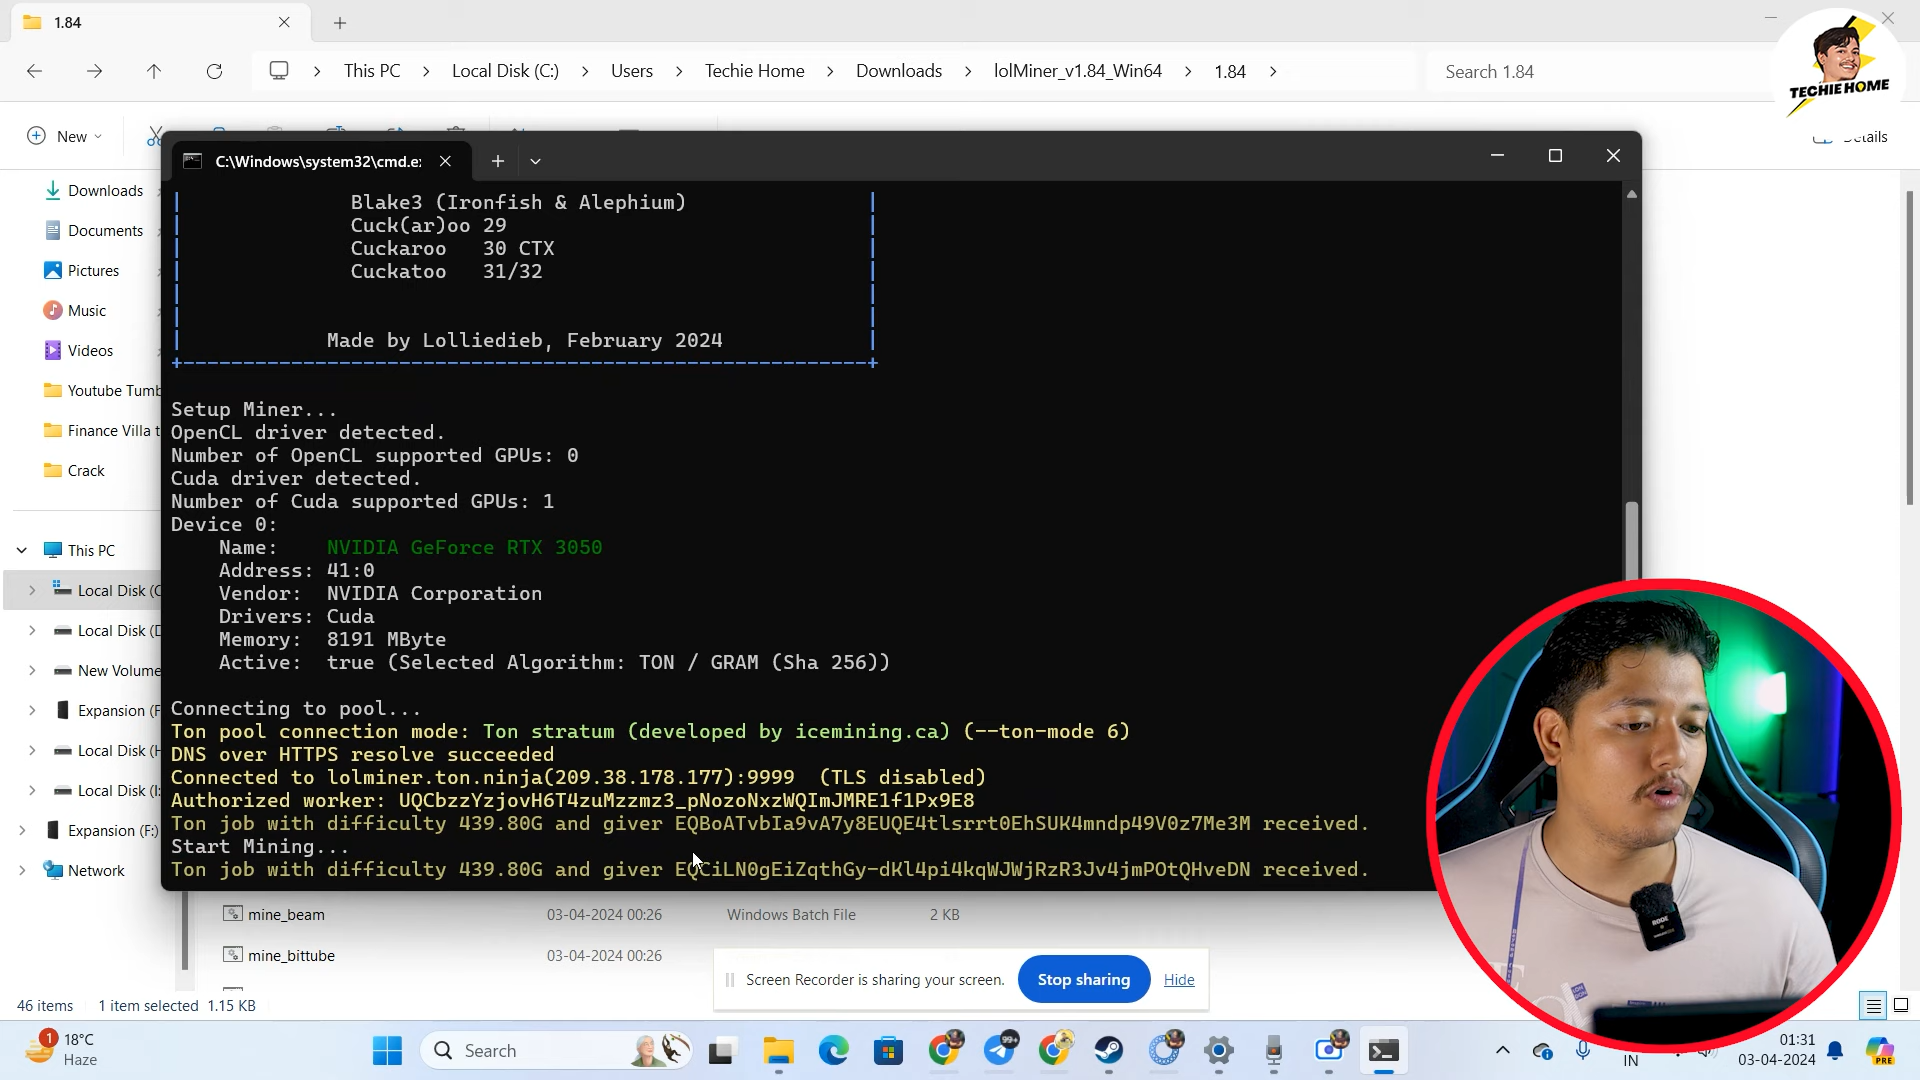 1.84
This PC
Local Disk (C:)
Users
Techie Home
Downloads
lolMiner_v1.84_Win64
1.84
Search 1.84
TECHIE HOME
New
Details
Downloads
Documents
Pictures
Music
Videos
Youtube Tumb
Finance Villa t
Crack
This PC
Local Disk (C
Local Disk (D
New Volume
Expansion (F
Local Disk (H
Local Disk (I:
Expansion (F:)
Network
C:\Windows\system32\cmd.e:
Blake3 (Ironfish & Alephium)
Cuck(ar)oo 29
Cuckaroo 30 CTX
Cuckatoo 31/32
Made by Lolliedieb, February 2024
Setup Miner...
OpenCL driver detected.
Number of OpenCL supported GPUs: 0
Cuda driver detected.
Number of Cuda supported GPUs: 1
Device 0:
Name: NVIDIA GeForce RTX 3050
Address: 41:0
Vendor: NVIDIA Corporation
Drivers: Cuda
Memory: 8191 MByte
Active: true (Selected Algorithm: TON / GRAM (Sha 256))
Connecting to pool...
Ton pool connection mode: Ton stratum (developed by icemining.ca) (--ton-mode 6)
DNS over HTTPS resolve succeeded
Connected to lolminer.ton.ninja(209.38.178.177):9999 (TLS disabled)
Authorized worker: UQCbzzYzjovH6T4zuMzzmz3_pNozoNxzWQImJMRE1f1Px9E8
Ton job with difficulty 439.80G and giver EQBoATvbIa9vA7y8EUQE4tlsrrt0EhSUK4mndp49V0z7Me3M received.
Start Mining...
Ton job with difficulty 439.80G and giver EQCiLN0gEiZqthGy-dKl4pi4kqWJWjRzR3Jv4jmPOtQHveDN received.
mine_beam 03-04-2024 00:26 Windows Batch File 2 KB
mine_bittube 03-04-2024 00:26
Screen Recorder is sharing your screen.
Stop sharing
Hide
46 items 1 item selected 1.15 KB
RODE
1
18°C
Haze
Search
99+
IN
01:31
03-04-2024
PRE